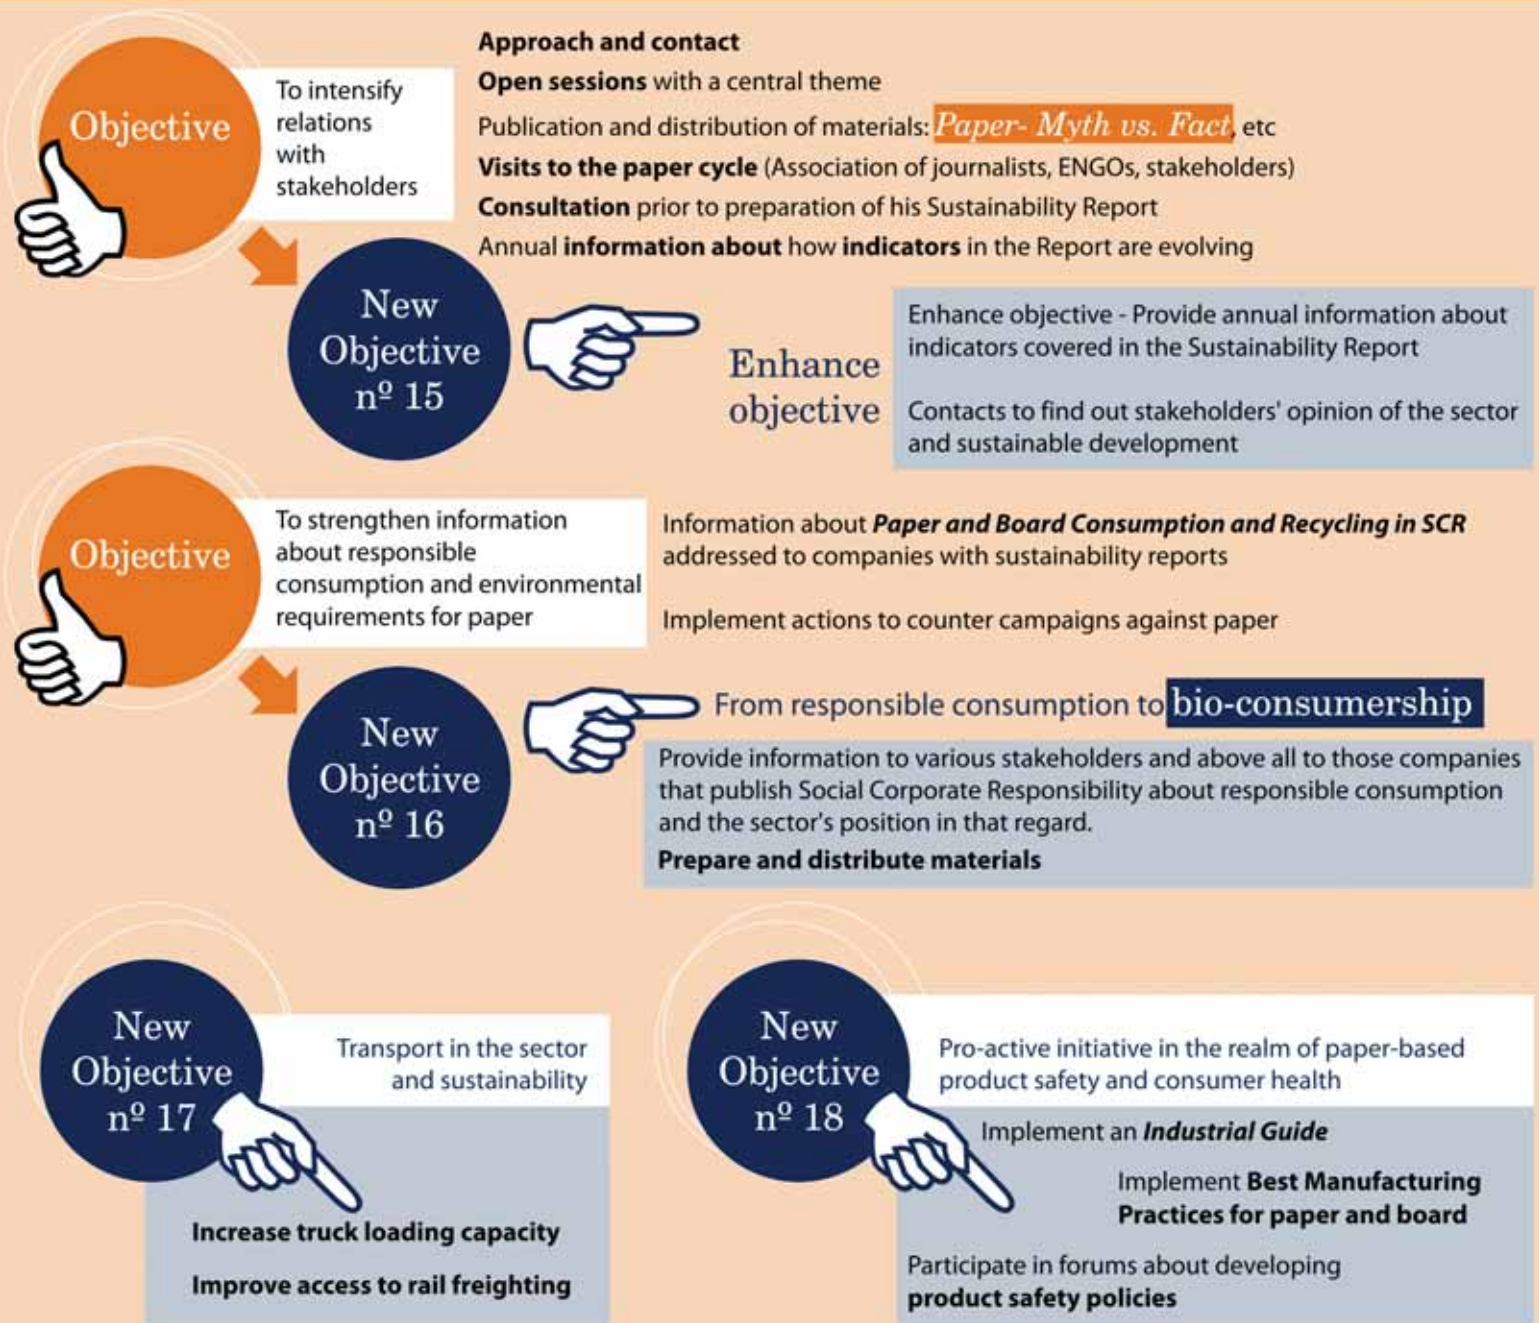 Objective
To intensify
relations
with
stakeholders
Approach and contact
Open sessions with a central theme
Publication and distribution of materials: Paper- Myth vs. Fact, etc
Visits to the paper cycle (Association of journalists, ENGOs, stakeholders)
Consultation prior to preparation of his Sustainability Report
Annual information about how indicators in the Report are evolving
New
Objective
nº 15
Enhance
objective
Enhance objective - Provide annual information about
indicators covered in the Sustainability Report
Contacts to find out stakeholders' opinion of the sector
and sustainable development
Objective
To strengthen information
about responsible
consumption and environmental
requirements for paper
Information about Paper and Board Consumption and Recycling in SCR
addressed to companies with sustainability reports
Implement actions to counter campaigns against paper
New
Objective
nº 16
From responsible consumption to bio-consumership
Provide information to various stakeholders and above all to those companies
that publish Social Corporate Responsibility about responsible consumption
and the sector's position in that regard.
Prepare and distribute materials
New
Objective
nº 17
Transport in the sector
and sustainability
Increase truck loading capacity
Improve access to rail freighting
New
Objective
nº 18
Pro-active initiative in the realm of paper-based
product safety and consumer health
Implement an Industrial Guide
Implement Best Manufacturing
Practices for paper and board
Participate in forums about developing
product safety policies